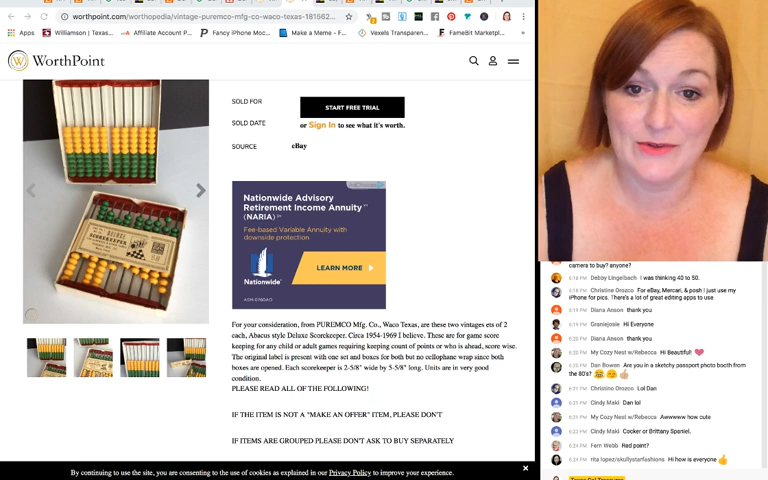 worthpoint.com/worthopedia/vintage-puremco-mfg-co-waco-texas-181562...
Apps
Williamson | Texas...
Affiliate Account P...
Fancy iPhone Moc...
Make a Meme - F...
Vexels Transparen...
FameBit Marketpl...
WorthPoint
SOLD FOR
START FREE TRIAL
SOLD DATE
or Sign In to see what it's worth.
SOURCE
eBay
AdChoices
Nationwide Advisory
Retirement Income Annuity
(NARIA)
Fee-based Variable Annuity with
downside protection
Nationwide
LEARN MORE
DELUXE
SCOREKEEPER
For your consideration, from PUREMCO Mfg. Co., Waco Texas, are these two vintages ets of 2
each, Abacus style Deluxe Scorekeeper. Circa 1954-1969 I believe. These are for game score
keeping for any child or adult games requiring keeping count of points or who is ahead, score wise.
The original label is present with one set and boxes for both but no cellophane wrap since both
boxes are opened. Each scorekeeper is 2-5/8" wide by 5-5/8" long. Units are in very good
condition.
PLEASE READ ALL OF THE FOLLOWING!
IF THE ITEM IS NOT A "MAKE AN OFFER" ITEM, PLEASE DON'T
IF ITEMS ARE GROUPED PLEASE DON'T ASK TO BUY SEPARATELY
By continuing to use the site, you are consenting to the use of cookies as explained in our Privacy Policy to improve your experience.
camera to buy? anyone?
6:18 PM Debby Lingelbach I was thinking 40 to 50.
6:18 PM Christine Orozco For eBay, Mercari, & posh I just use my
iPhone for pics. There's a lot of great editing apps to use
6:19 PM Diana Anson thank you
6:19 PM Graniejosie Hi Everyone
6:20 PM Diana Anson thank you
6:20 PM My Cozy Nest w/Rebecca Hi Beautiful!
6:20 PM Dan Bowen Are you in a sketchy passport photo booth from
the 80's?
6:21 PM Christine Orozco Lol Dan
6:21 PM Cindy Maki Dan lol
6:21 PM My Cozy Nest w/Rebecca Awwwww how cute
6:23 PM Cindy Maki Cocker or Brittany Spaniel.
6:24 PM Fern Webb Red point?
6:24 PM rita lopez/skullystarfashions Hi how is everyone
Texas Gal Treasures